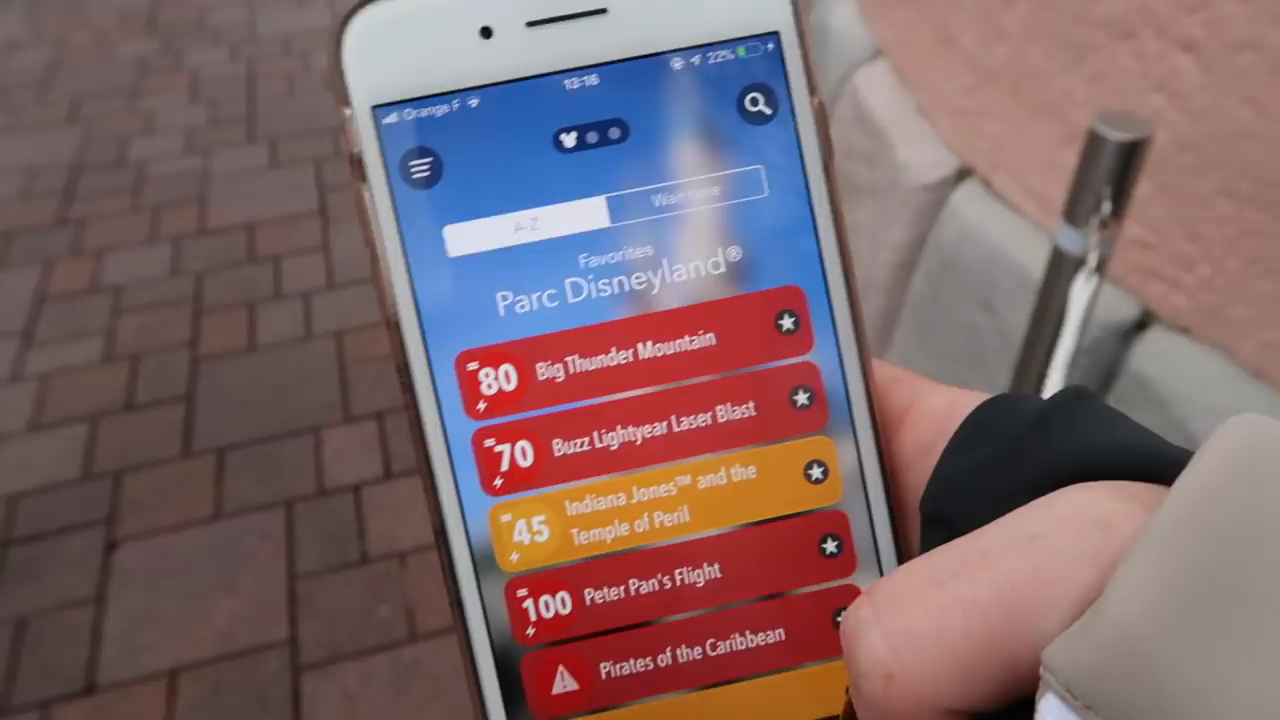 Orange F
13:16
22%
A-Z
Wait time
Favorites
Parc Disneyland®
80
Big Thunder Mountain
70
Buzz Lightyear Laser Blast
45
Indiana Jones™ and the
Temple of Peril
100
Peter Pan's Flight
Pirates of the Caribbean